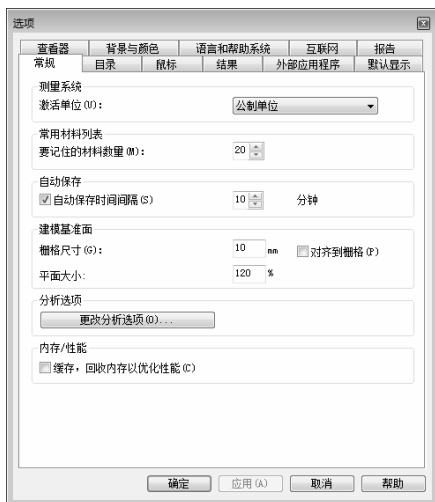 选项
查看器 背景与颜色 语言和帮助系统 互联网 报告
常规 目录 鼠标 结果 外部应用程序 默认显示
测量系统
激活单位(U)： 公制单位
常用材料列表
要记住的材料数量(M)： 20
自动保存
自动保存时间间隔(S) 10 分钟
建模基准面
栅格尺寸(G)： 10 mm 对齐到栅格(P)
平面大小: 120 %
分析选项
更改分析选项(O)...
内存/性能
缓存，回收内存以优化性能(C)
确定 应用(A) 取消 帮助